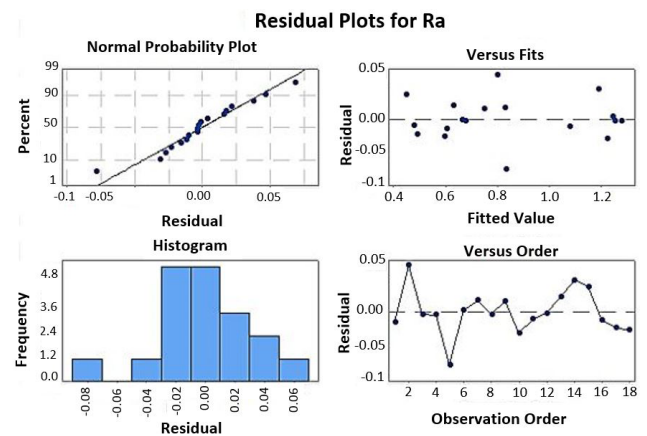 Residual Plots for Ra
Normal Probability Plot
Percent
99
90
50
10
1
-0.1 -0.05 0.00 0.05
Residual
Versus Fits
Residual
0.05
0.00
-0.05
-0.1
0.4 0.6 0.8 1.0 1.2
Fitted Value
Histogram
Frequency
4.8
3.6
2.4
1.2
0.0
-0.08 -0.06 -0.04 -0.02 0.00 0.02 0.04 0.06
Residual
Versus Order
Residual
0.05
0.00
-0.05
-0.1
2 4 6 8 10 12 14 16 18
Observation Order